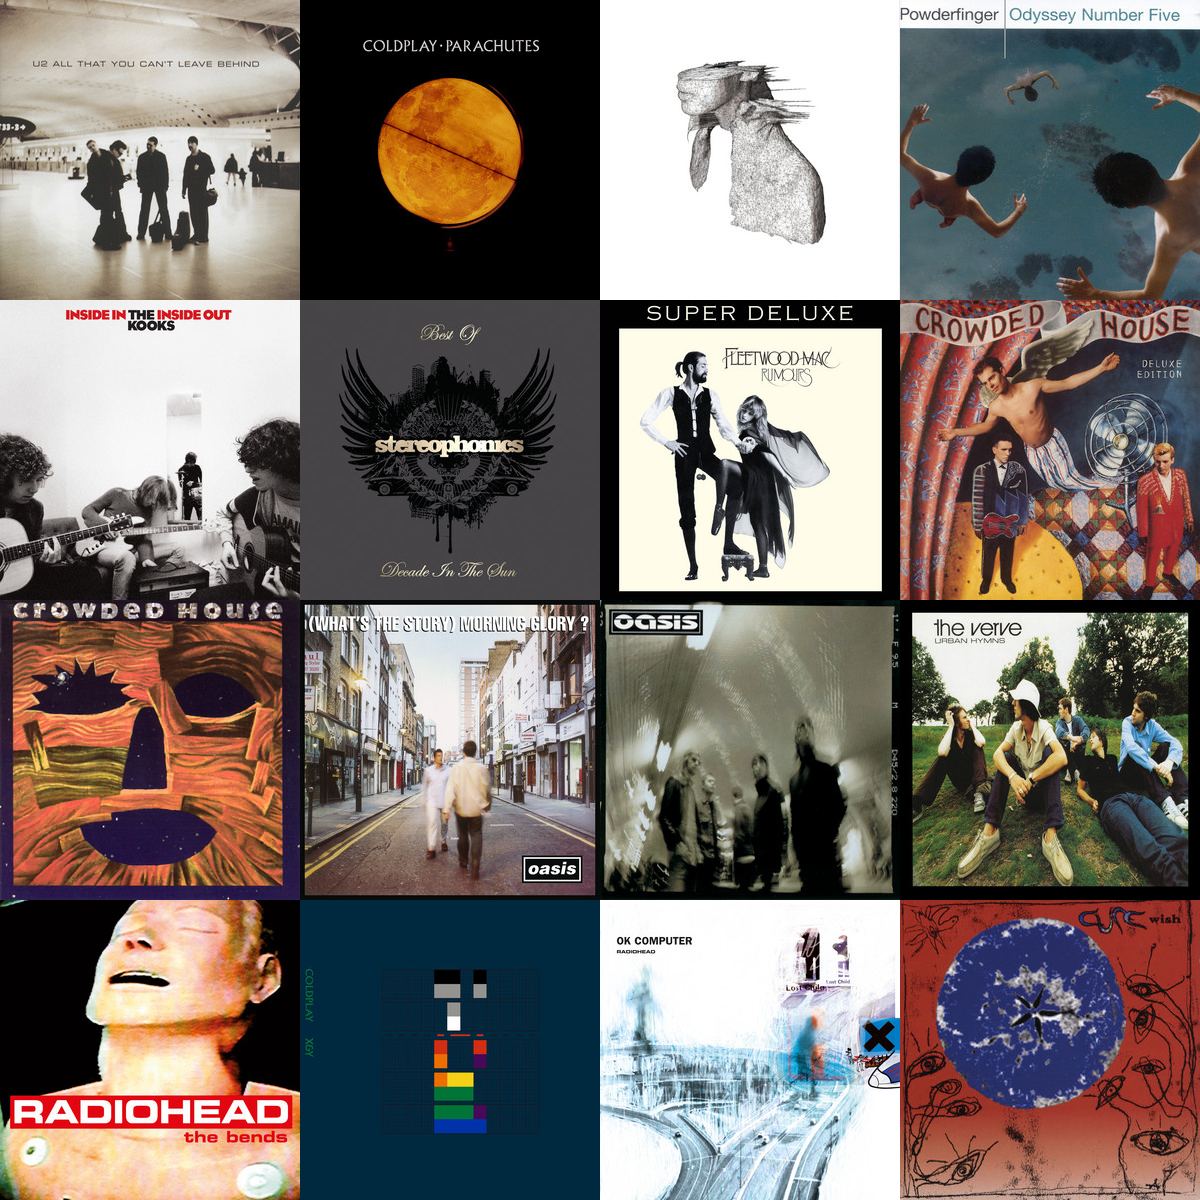 U2 ALL THAT YOU CAN'T LEAVE BEHIND
COLDPLAY · PARACHUTES
Powderfinger Odyssey Number Five
INSIDE IN THE INSIDE OUT
KOOKS
Best Of
stereophonics
Decade In The Sun
SUPER DELUXE
FLEETWOOD MAC
RUMOURS
CROWDED HOUSE
DELUXE
EDITION
CROWDED HOUSE
(WHAT'S THE STORY) MORNING GLORY ?
oasis
oasis
the verve
URBAN HYMNS
RADIOHEAD
the bends
COLDPLAY X&Y
OK COMPUTER
RADIOHEAD
Lost Child
Lost Child
CURE wish